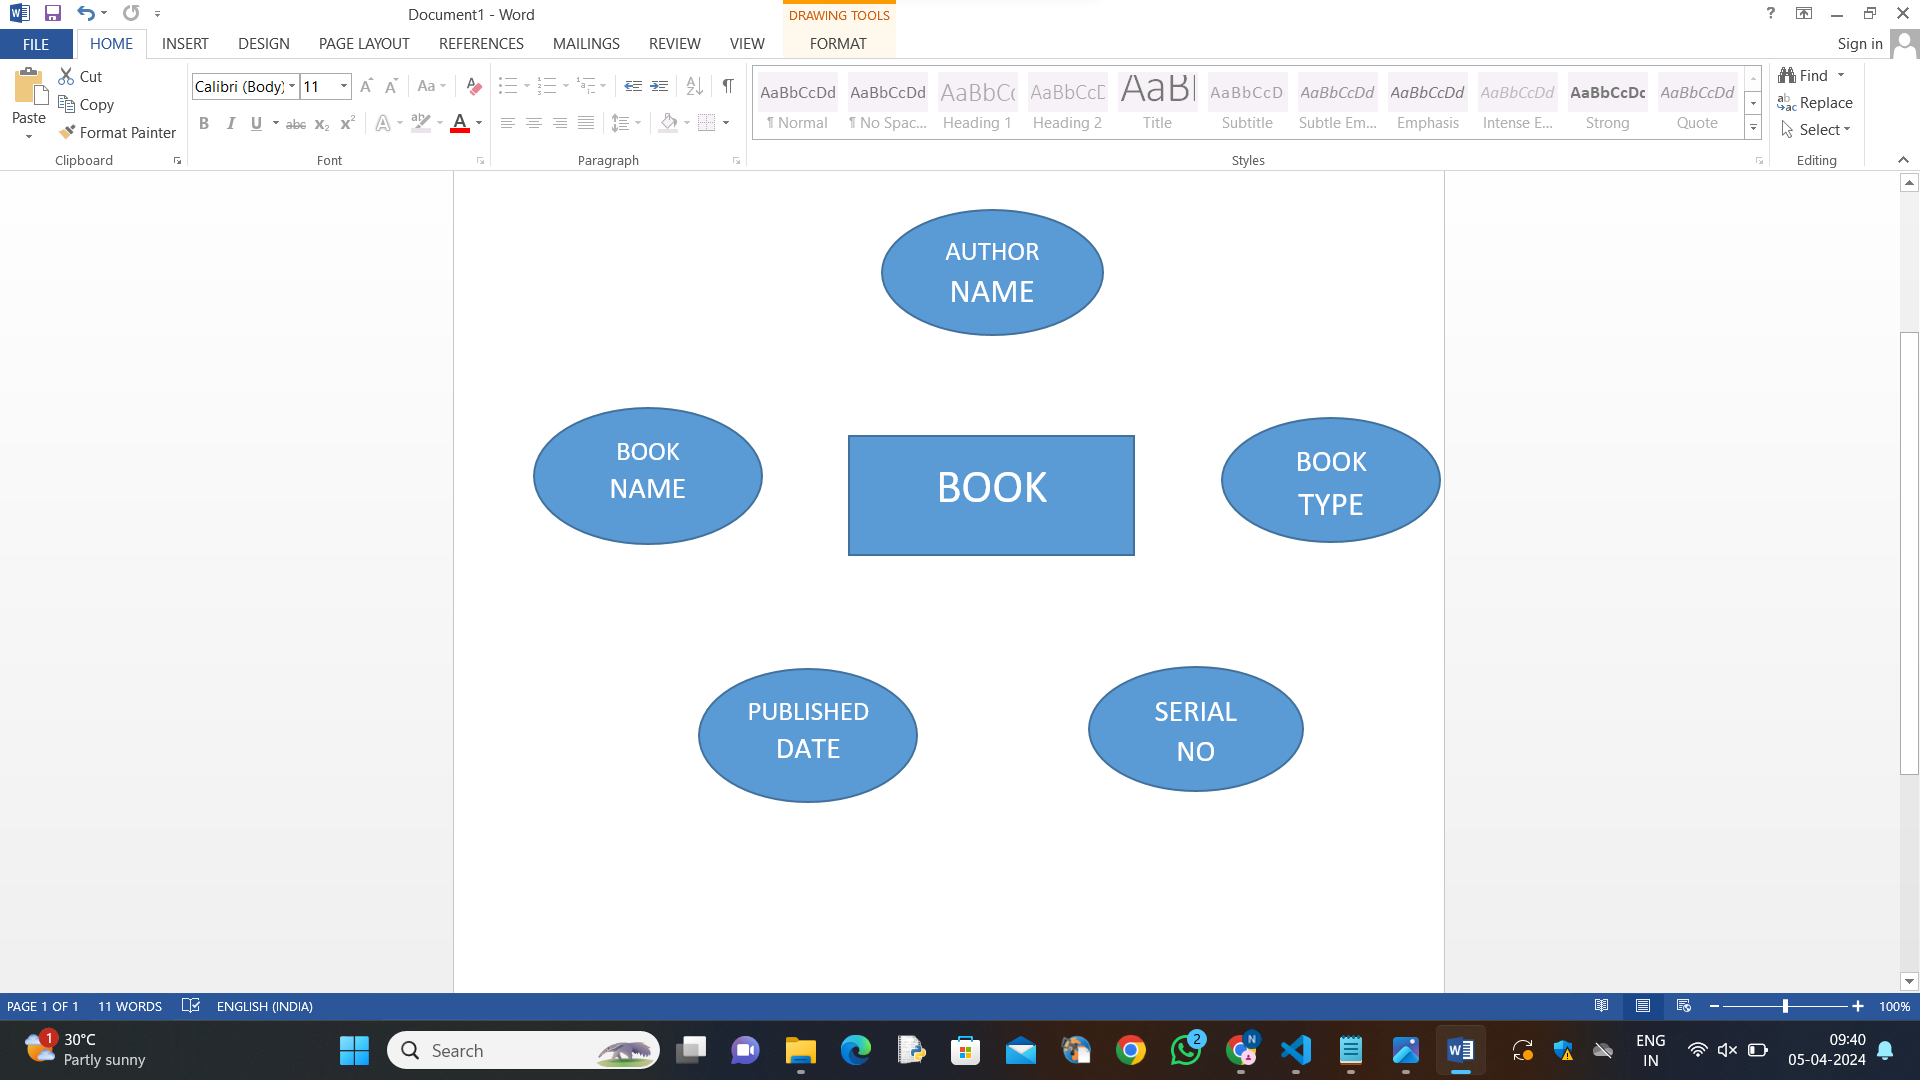 Document1 - Word
DRAWING TOOLS
?
FILE
HOME
INSERT
DESIGN
PAGE LAYOUT
REFERENCES
MAILINGS
REVIEW
VIEW
FORMAT
Sign in
Paste
Cut
Copy
Format Painter
Clipboard
Calibri (Body)
11
A
A
Aa
B I U abc x₂ x² A ab A
Font
Paragraph
AaBbCcDd
¶ Normal
AaBbCcDd
¶ No Spac...
AaBbCc
Heading 1
AaBbCcD
Heading 2
AaBl
Title
AaBbCcD
Subtitle
AaBbCcDd
Subtle Em...
AaBbCcDd
Emphasis
AaBbCcDd
Intense E...
AaBbCcDc
Strong
AaBbCcDd
Quote
Styles
Find
Replace
Select
Editing
AUTHOR
NAME
BOOK
NAME
BOOK
BOOK
TYPE
PUBLISHED
DATE
SERIAL
NO
PAGE 1 OF 1
11 WORDS
ENGLISH (INDIA)
100%
1
30°C
Partly sunny
Search
2
N
ENG
IN
09:40
05-04-2024